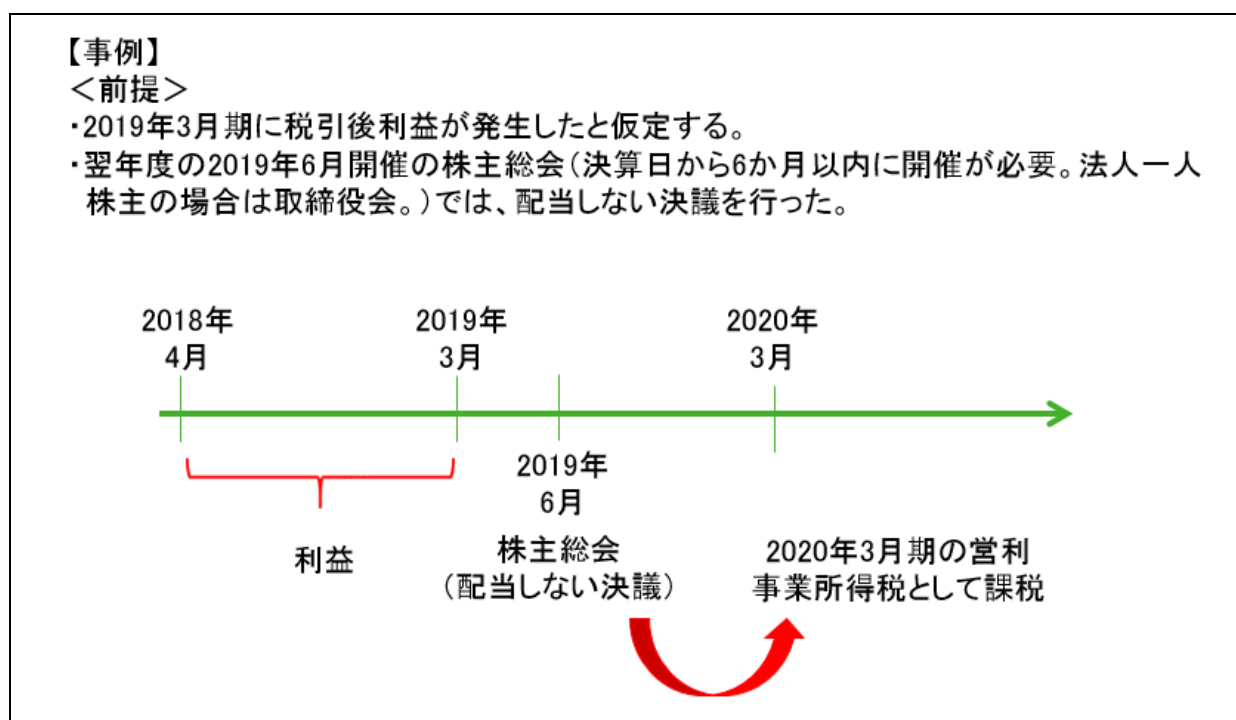 【事例】
＜前提＞
・2019年3月期に税引後利益が発生したと仮定する。
・翌年度の2019年6月開催の株主総会（決算日から6か月以内に開催が必要。法人一人
株主の場合は取締役会。）では、配当しない決議を行った。
2018年
4月
2019年
3月
2020年
3月
2019年
6月
利益
株主総会
（配当しない決議）
2020年3月期の営利
事業所得税として課税